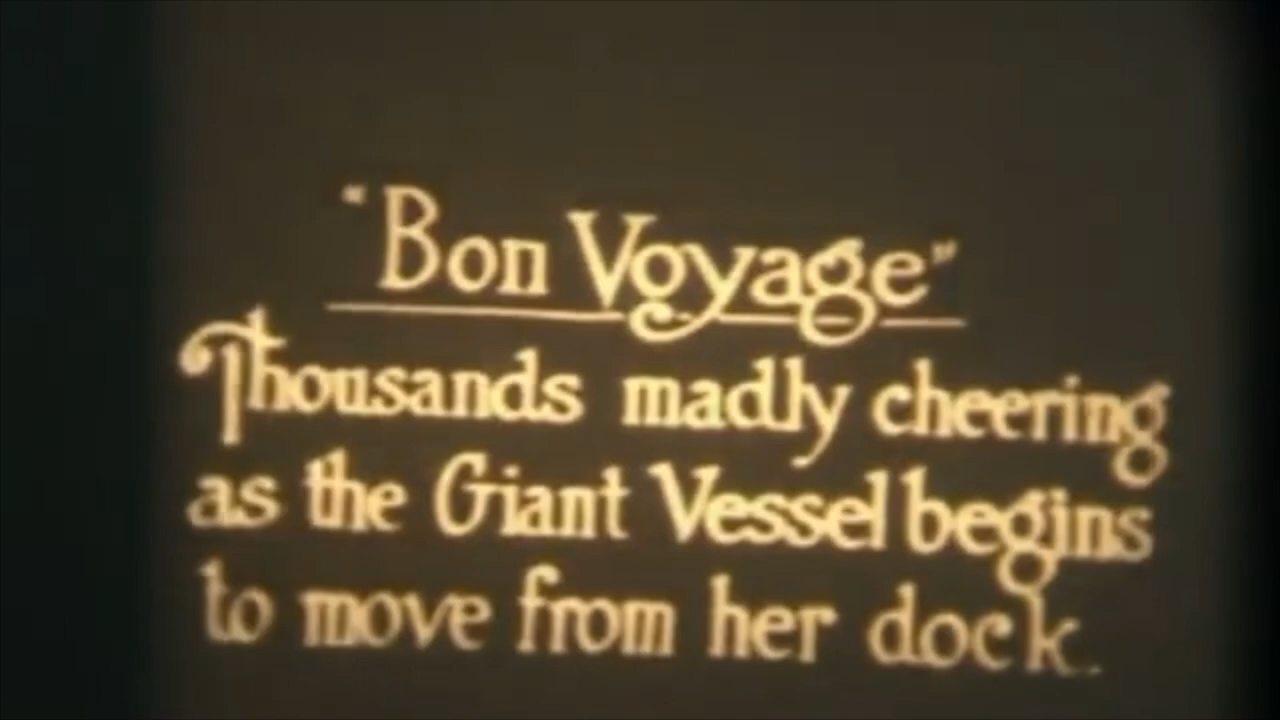 "Bon Voyage"
Thousands madly cheering
as the Giant Vessel begins
to move from her dock.